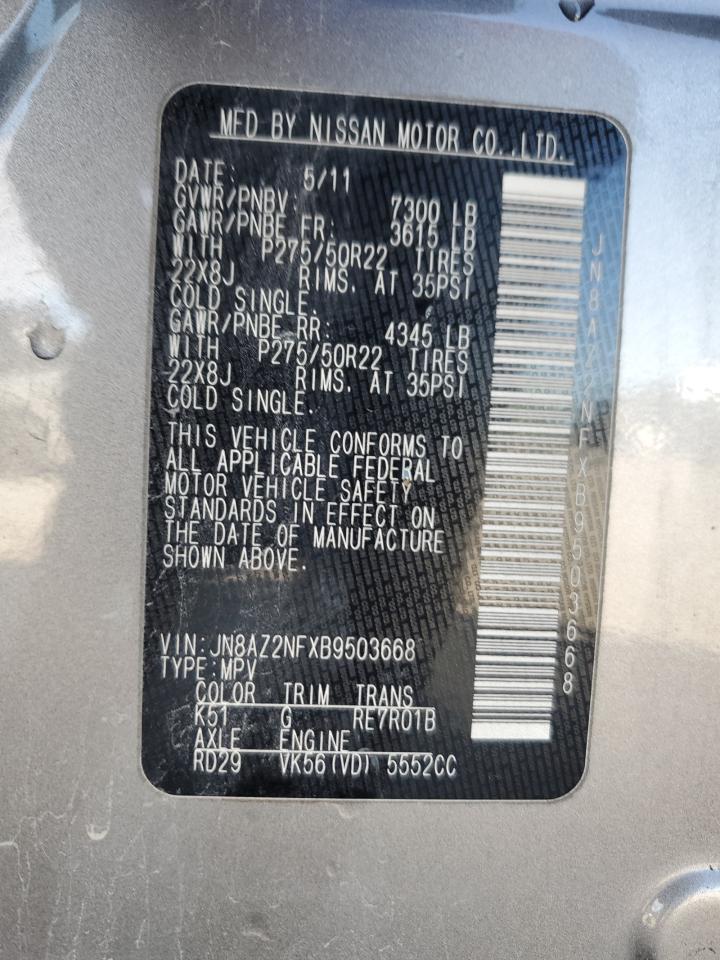 MFD BY NISSAN MOTOR CO.,LTD.
DATE: 5/11
GVWR/PNBV: 7300 LB
GAWR/PNBE FR: 3615 LB
WITH P275/50R22 TIRES
22X8J RIMS, AT 35PSI
COLD SINGLE.
GAWR/PNBE RR: 4345 LB
WITH P275/50R22 TIRES
22X8J RIMS, AT 35PSI
COLD SINGLE.
THIS VEHICLE CONFORMS TO
ALL APPLICABLE FEDERAL
MOTOR VEHICLE SAFETY
STANDARDS IN EFFECT ON
THE DATE OF MANUFACTURE
SHOWN ABOVE.
VIN:JN8AZ2NFXB9503668
TYPE:MPV
COLOR TRIM TRANS
K51 G RE7R01B
AXLE ENGINE
RD29 VK56(VD) 5552CC
JN8AZ2NFXB9503668